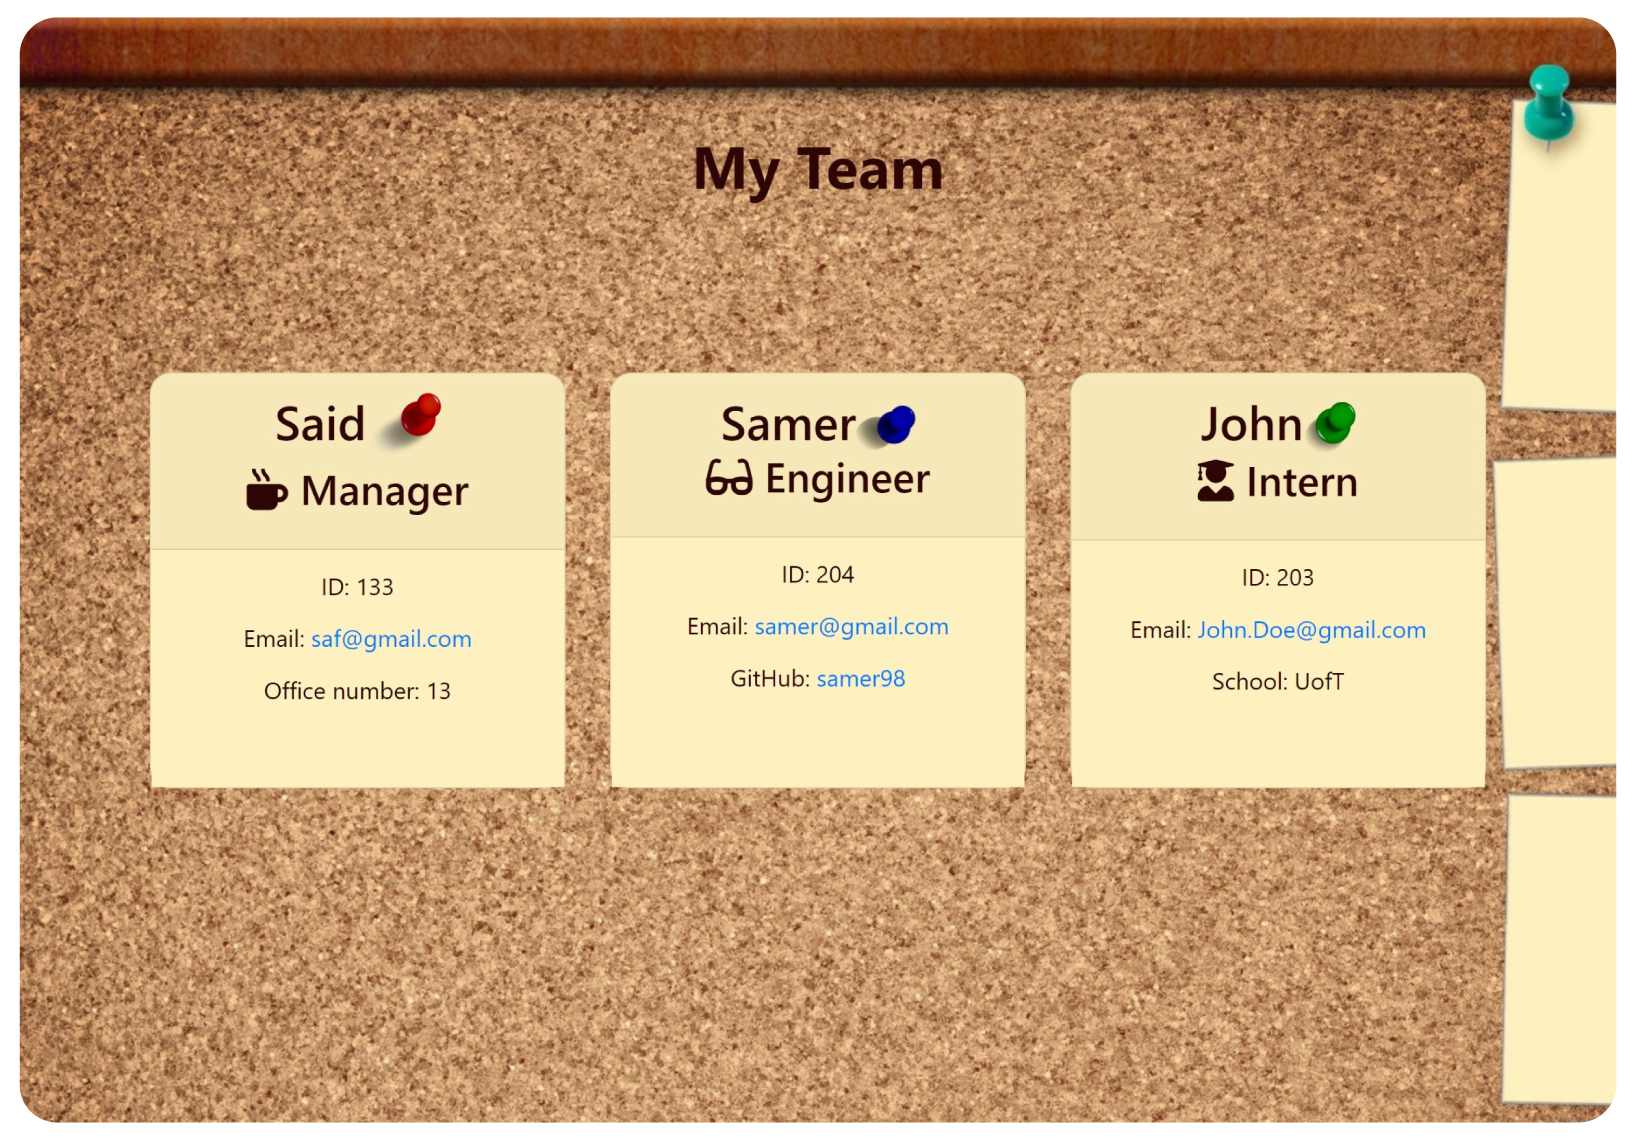 My Team
Said
Manager
ID: 133
Email: saf@gmail.com
Office number: 13
Samer
Engineer
ID: 204
Email: samer@gmail.com
GitHub: samer98
John
Intern
ID: 203
Email: John.Doe@gmail.com
School: UofT